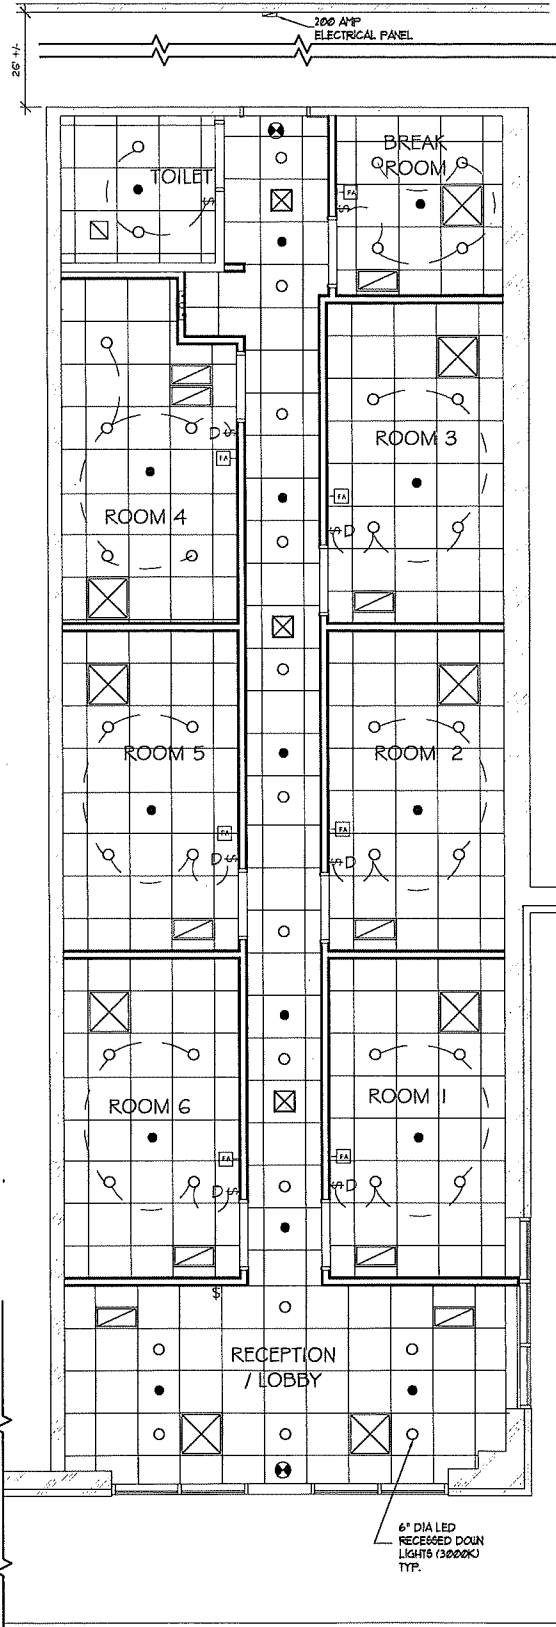 200 AMP
ELECTRICAL PANEL
26' +/-
BREAK
ROOM
TOILET
$
FA
$
ROOM 3
D $
FA
FA
ROOM 4
$ D
ROOM 5
ROOM 2
FA
FA
D $
$ D
ROOM 1
ROOM 6
FA
FA
D $
$ D
$
RECEPTION
/ LOBBY
6" DIA LED
RECESSED DOWN
LIGHTS (3000K)
TYP.